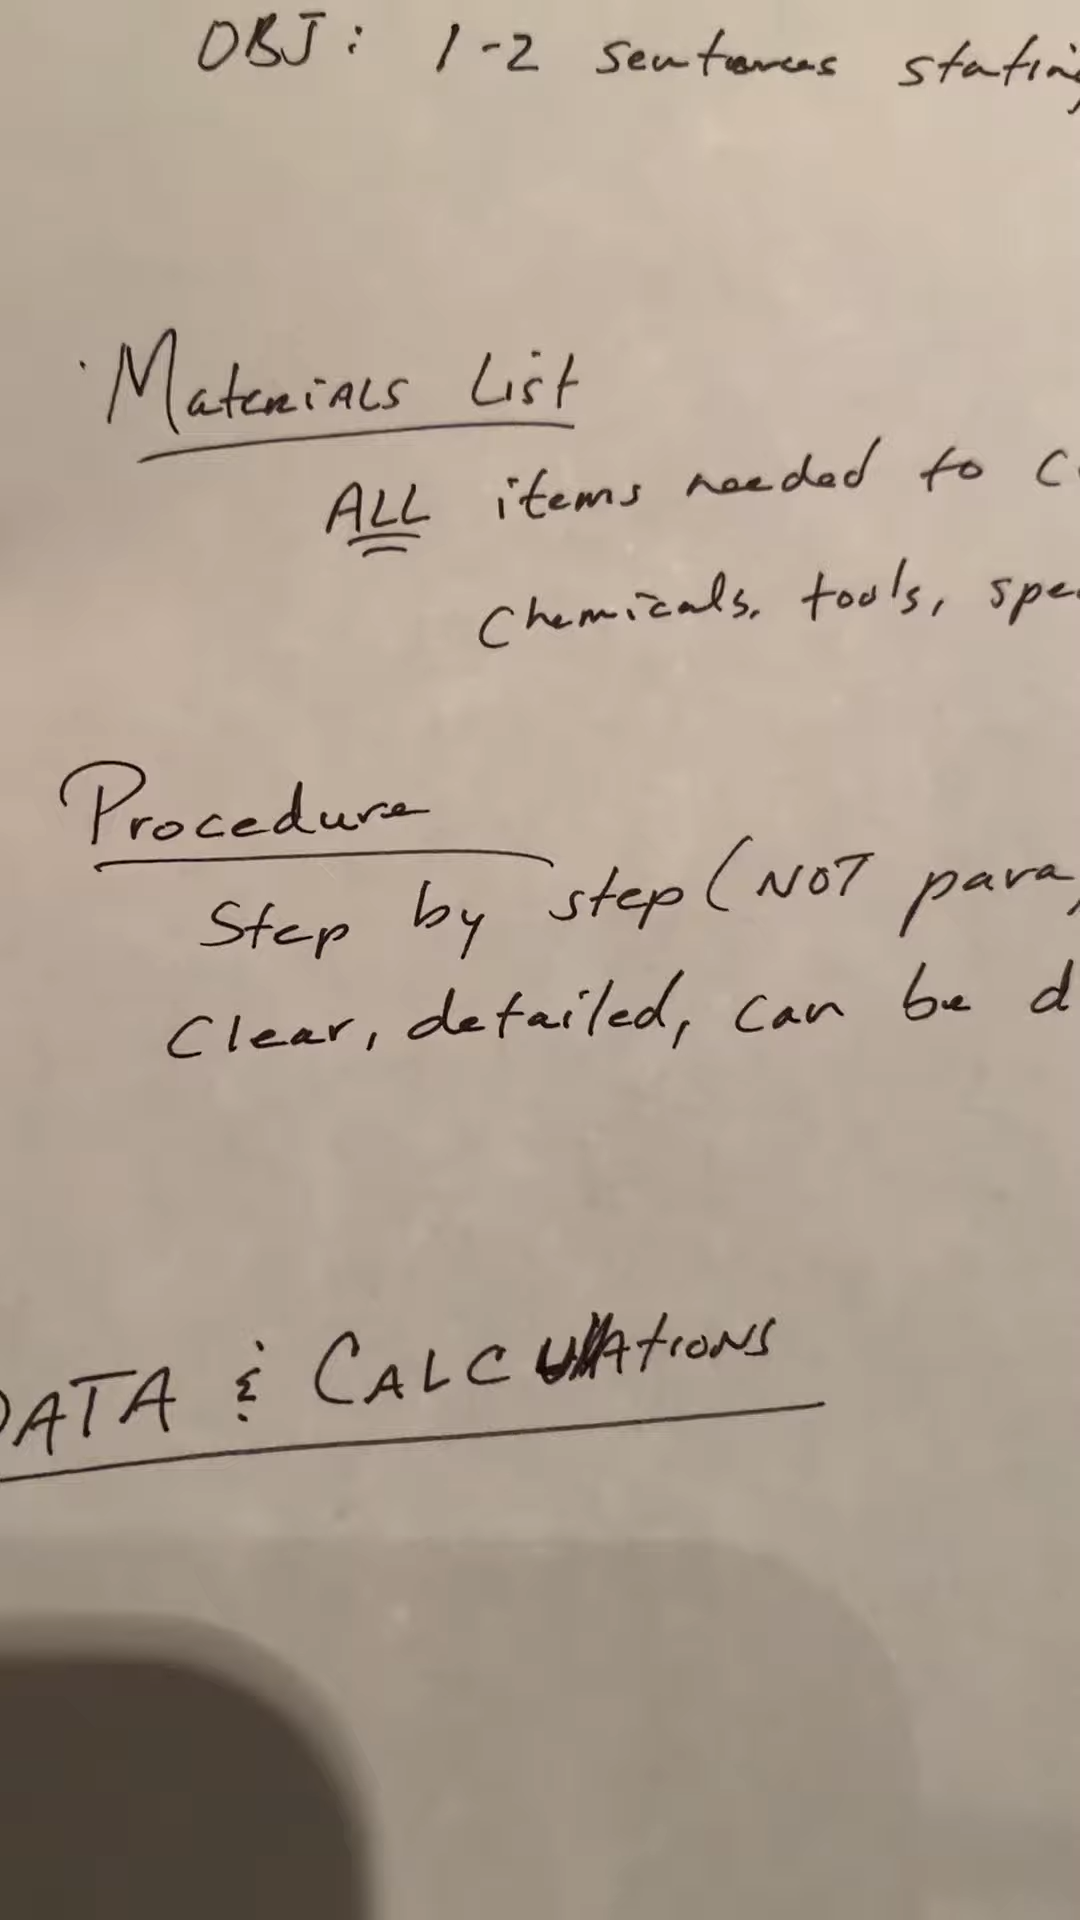 OBJ: 1-2 sentences stating
Materials List
ALL items needed to
Chemicals, tools,
Procedure
Step by step (NOT
Clear, detailed, can be
DATA & CALCULATIONS